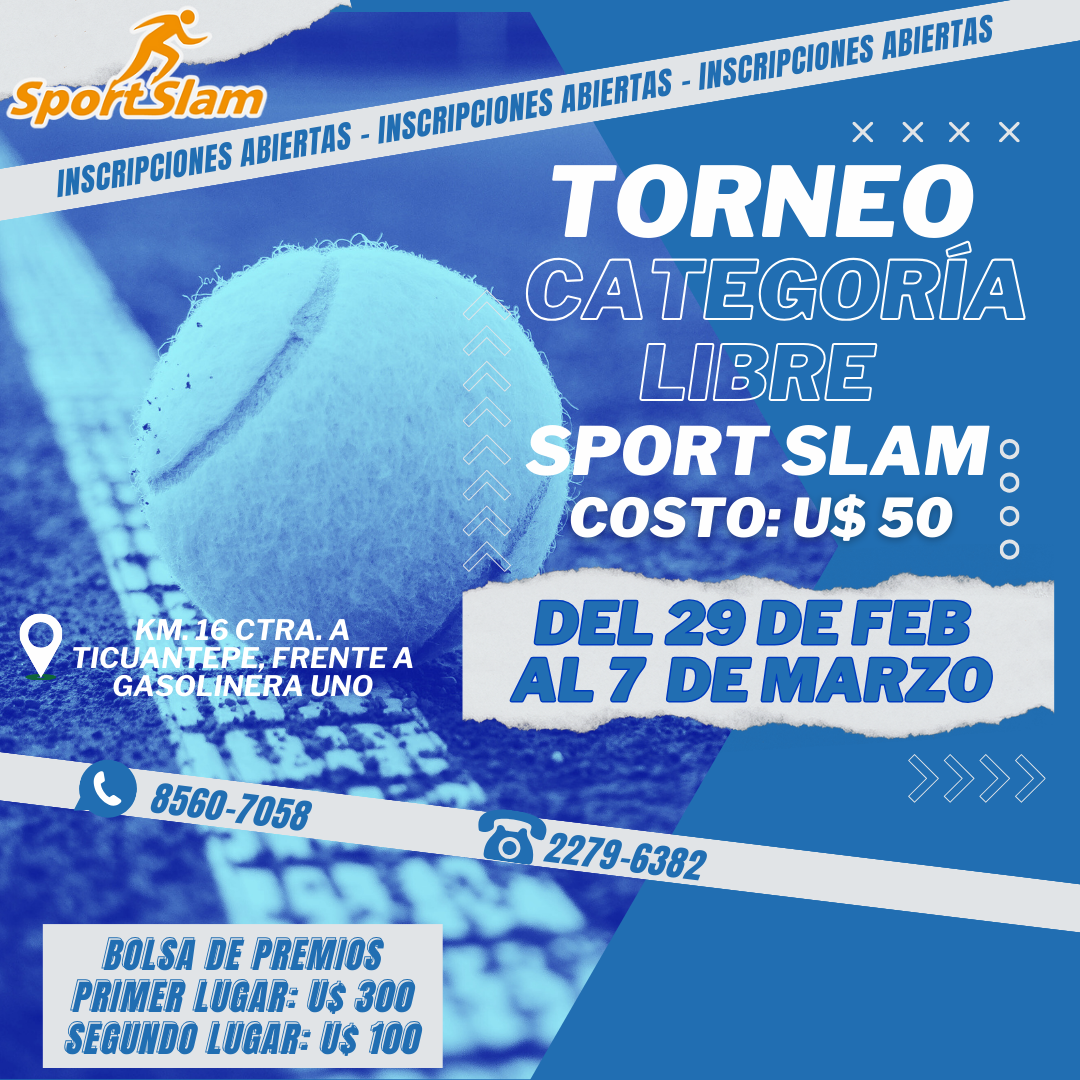 Sport Slam
INSCRIPCIONES ABIERTAS - INSCRIPCIONES ABIERTAS - INSCRIPCIONES ABIERTAS
TORNEO
CATEGORÍA
LIBRE
SPORT SLAM
COSTO: U$ 50
DEL 29 DE FEB
AL 7 DE MARZO
KM. 16 CTRA. A
TICUANTEPE, FRENTE A
GASOLINERA UNO
8560-7058
2279-6382
BOLSA DE PREMIOS
PRIMER LUGAR: U$ 300
SEGUNDO LUGAR: U$ 100